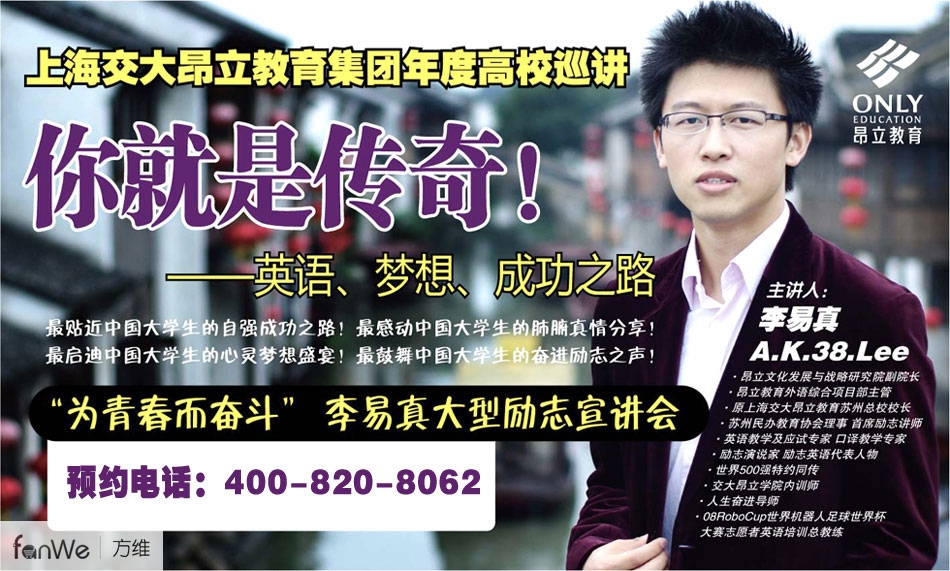 上海交大昂立教育集团年度高校巡讲
你就是传奇!
——英语、梦想、成功之路
最贴近中国大学生的自强成功之路!最感动中国大学生的肺腑真情分享!
最启迪中国大学生的心灵梦想盛宴!最鼓舞中国大学生的奋进励志之声!
“为青春而奋斗” 李易真大型励志宣讲会
预约电话：400-820-8062
ONLY
EDUCATION
昂立教育
主讲人：
李易真
A.K.38.Lee
·昂立文化发展与战略研究院副院长
·昂立教育外语综合项目部主管
·原上海交大昂立教育苏州总校校长
·苏州民办教育协会理事 首席励志讲师
·英语教学及应试专家 口译教学专家
·励志演说家 励志英语代表人物
·世界500强特约同传
·交大昂立学院内训师
·人生奋进导师
·08RoboCup世界机器人足球世界杯
大赛志愿者英语培训总教练
fanWe | 方维